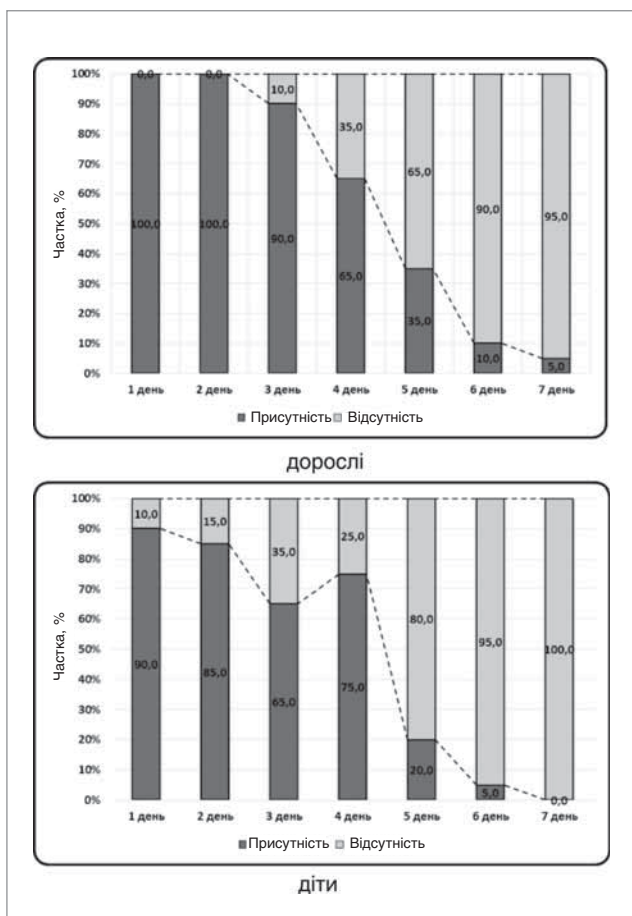 100%
90%
80%
70%
60%
50%
40%
30%
20%
10%
0%
Частка, %
0,0 0,0 10,0 35,0 65,0 90,0 95,0
100,0 100,0 90,0 65,0 35,0 10,0 5,0
1 день 2 день 3 день 4 день 5 день 6 день 7 день
Присутність Відсутність
дорослі
100%
90%
80%
70%
60%
50%
40%
30%
20%
10%
0%
Частка, %
10,0 15,0 35,0 25,0 80,0 95,0 100,0
90,0 85,0 65,0 75,0 20,0 5,0 0,0
1 день 2 день 3 день 4 день 5 день 6 день 7 день
Присутність Відсутність
діти